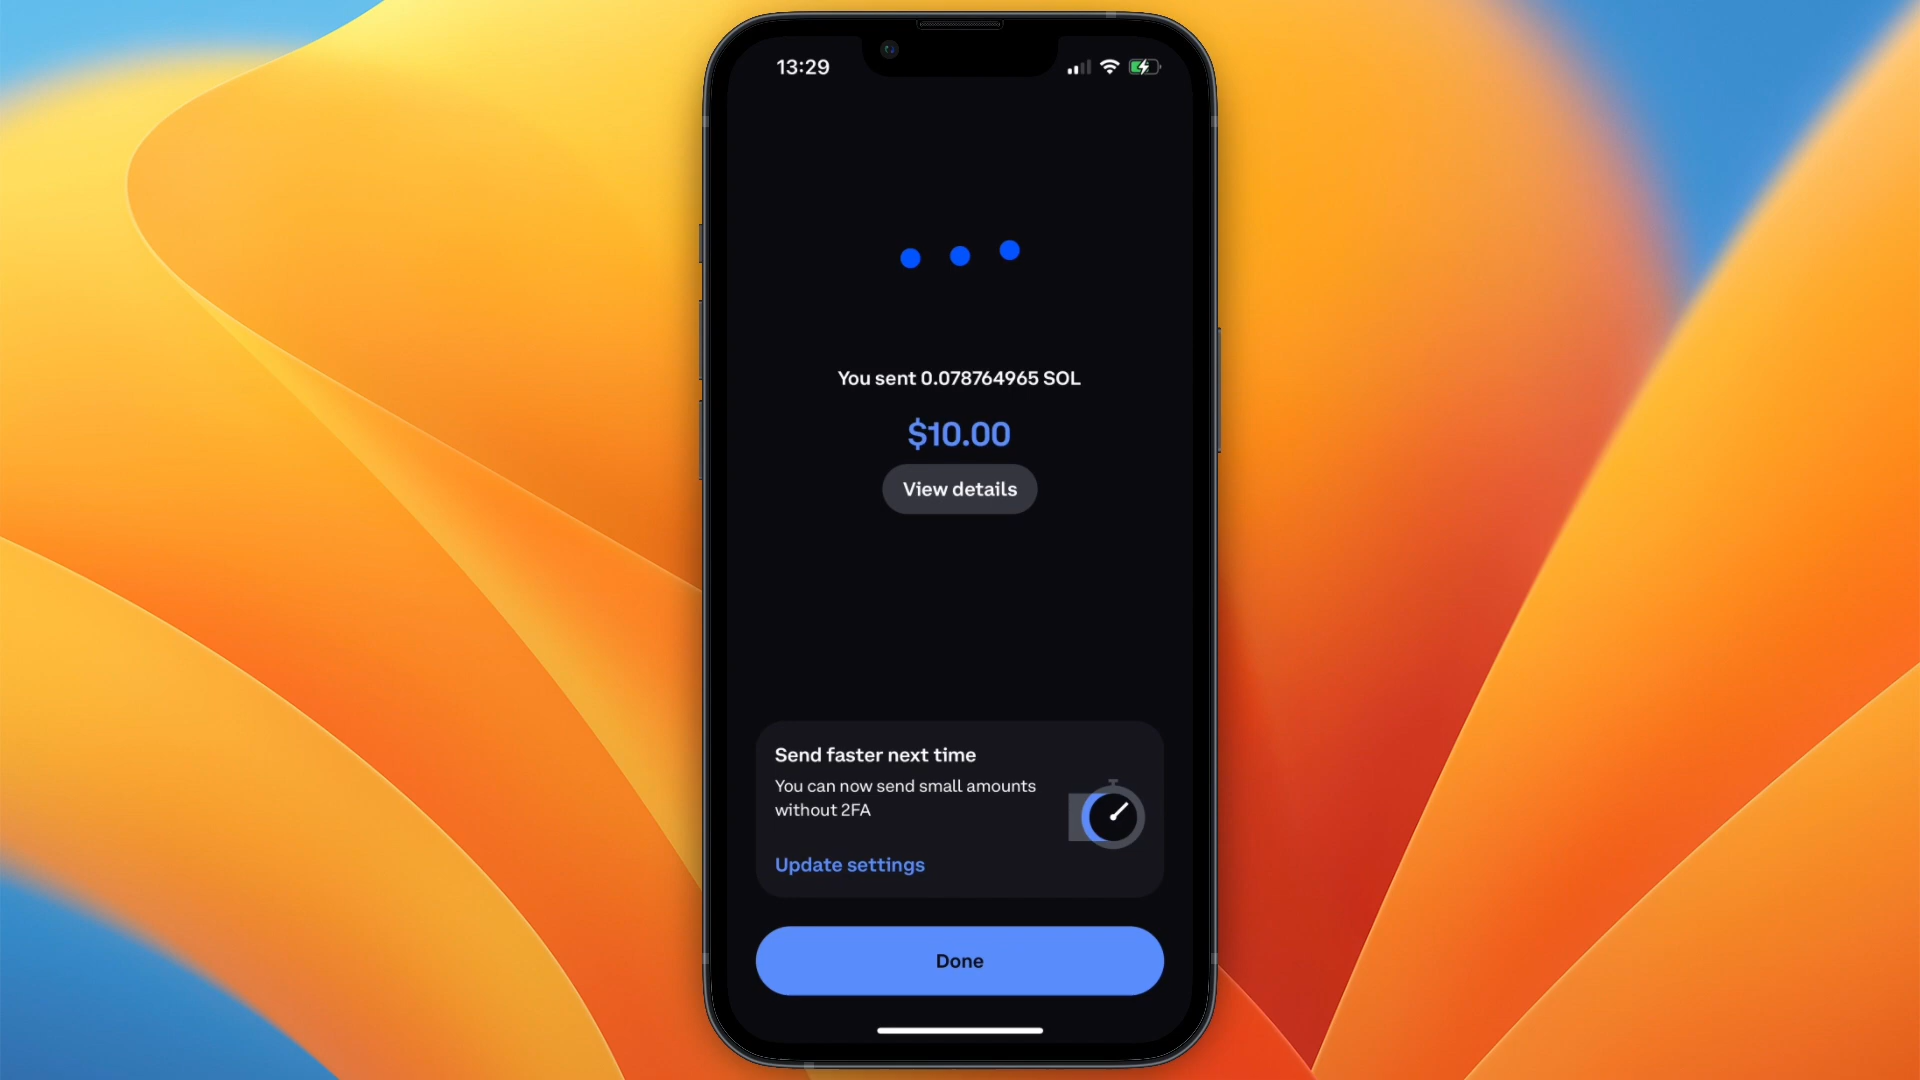 13:29
You sent 0.078764965 SOL
$10.00
View details
Send faster next time
You can now send small amounts
without 2FA
Update settings
Done